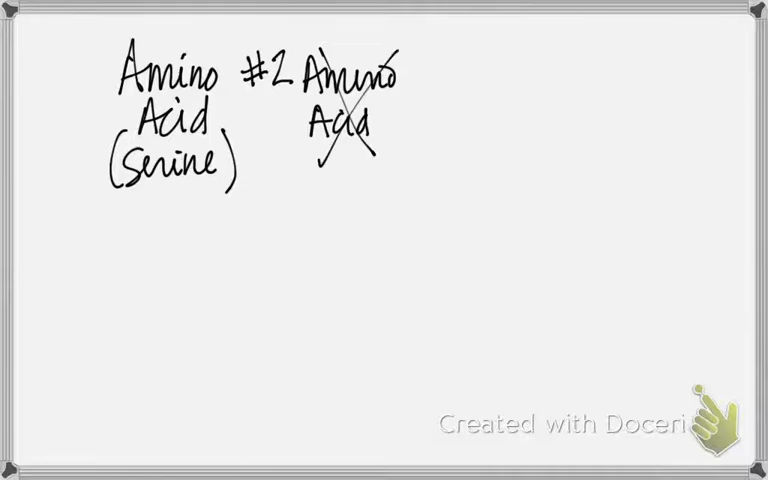 Amino #2 Amino
Acid Acid
(Serine)
Created with Doceri